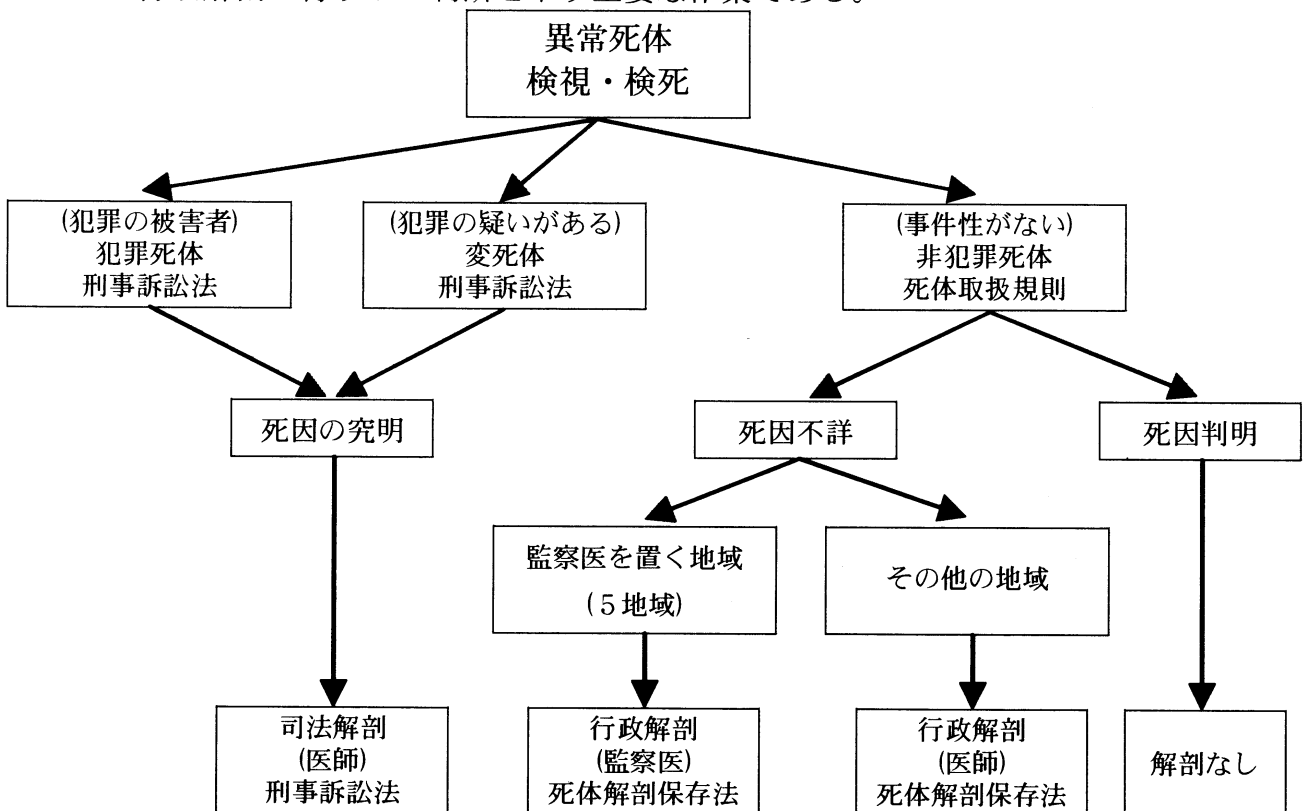 異常死体
検視・検死
(犯罪の被害者)
犯罪死体
刑事訴訟法
(犯罪の疑いがある)
変死体
刑事訴訟法
(事件性がない)
非犯罪死体
死体取扱規則
死因の究明
死因不詳
死因判明
監察医を置く地域
(５地域)
その他の地域
司法解剖
(医師)
刑事訴訟法
行政解剖
(監察医)
死体解剖保存法
行政解剖
(医師)
死体解剖保存法
解剖なし